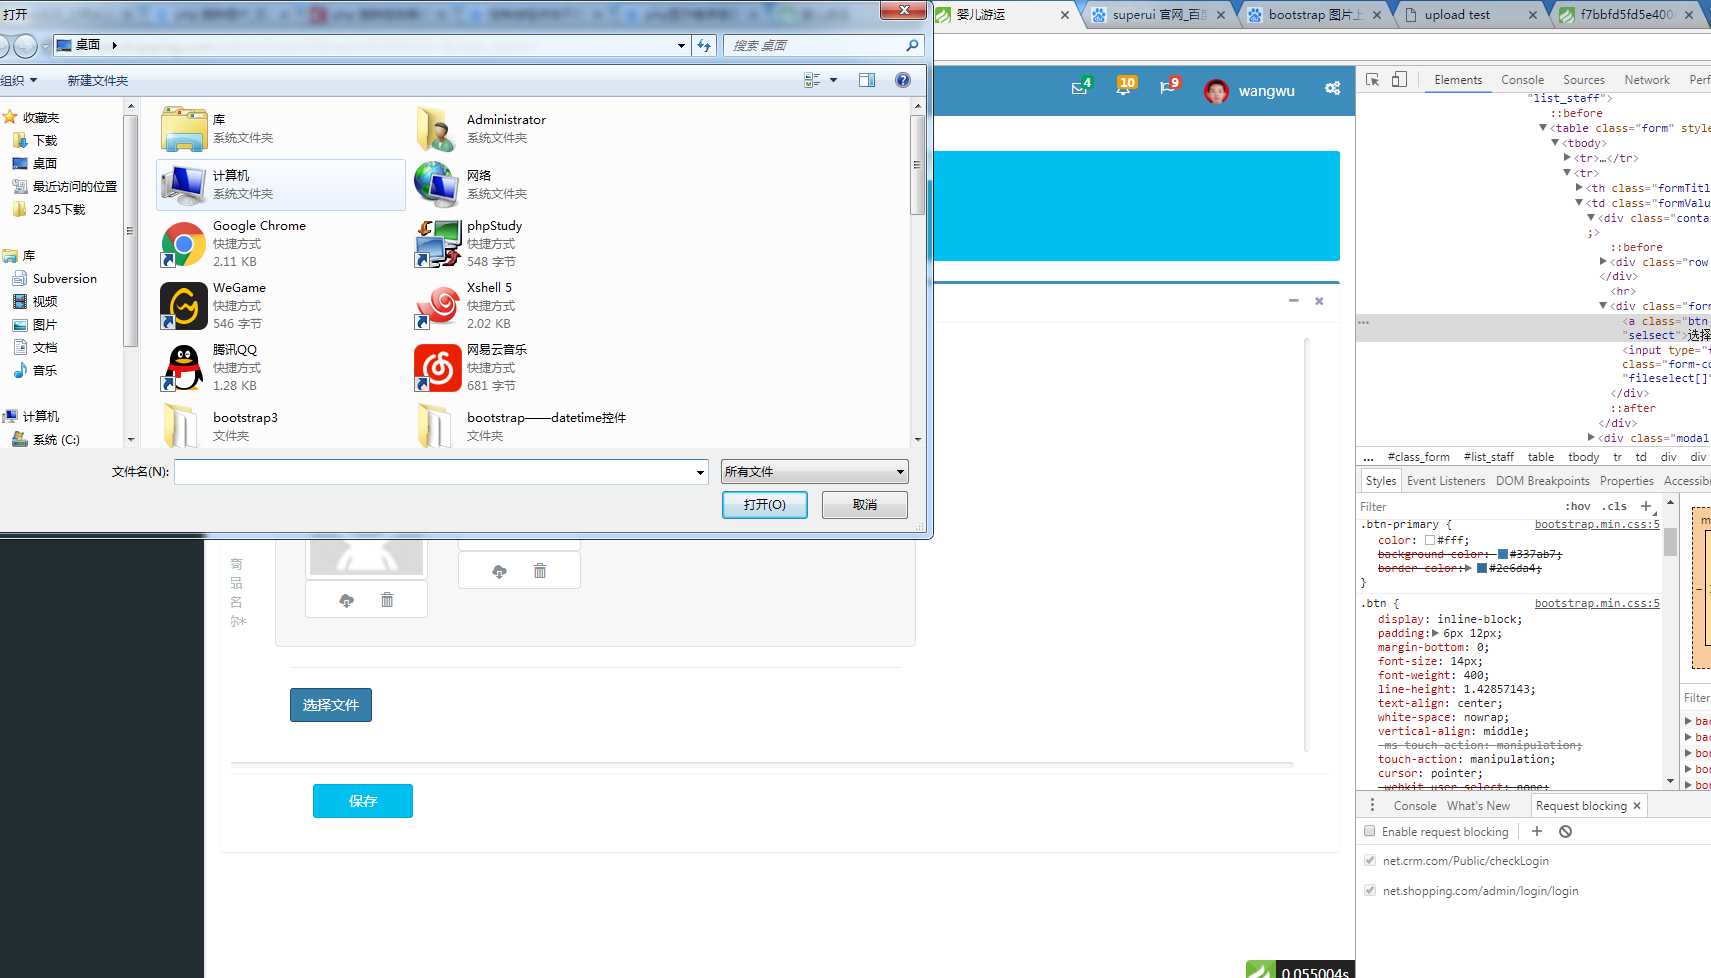 打开
婴儿游运
superui 官网_百度
bootstrap 图片上
upload test
f7bbfd5fd5e400
桌面
搜索 桌面
组织
新建文件夹
收藏夹
下载
桌面
最近访问的位置
2345下载
库
Subversion
视频
图片
文档
音乐
计算机
系统 (C:)
库
系统文件夹
Administrator
系统文件夹
计算机
系统文件夹
网络
系统文件夹
Google Chrome
快捷方式
2.11 KB
phpStudy
快捷方式
548 字节
WeGame
快捷方式
546 字节
Xshell 5
快捷方式
2.02 KB
腾讯QQ
快捷方式
1.28 KB
网易云音乐
快捷方式
681 字节
bootstrap3
文件夹
bootstrap——datetime控件
文件夹
文件名(N):
所有文件
打开(O)
取消
4
10
9
wangwu
商
品
名
尔*
选择文件
保存
0.055004s
Elements
Console
Sources
Network
Perf
"list_staff">
::before
<table class="form" style
<tbody>
<tr>…</tr>
<tr>
<th class="formTitl
<td class="formValu
<div class="conta
;>
::before
<div class="row
</div>
<hr>
<div class="form
<a class="btn
"selsect">选择
<input type="f
class="form-co
"fileselect[]"
</div>
::after
</div>
<div class="modal
... #class_form #list_staff table tbody tr td div div
Styles
Event Listeners
DOM Breakpoints
Properties
Accessibi
Filter
:hov .cls +
.btn-primary {
bootstrap.min.css:5
color: #fff;
background-color: #337ab7;
border-color: #2e6da4;
}
.btn {
bootstrap.min.css:5
display: inline-block;
padding: 6px 12px;
margin-bottom: 0;
font-size: 14px;
font-weight: 400;
line-height: 1.42857143;
text-align: center;
white-space: nowrap;
vertical-align: middle;
-ms-touch-action: manipulation;
touch-action: manipulation;
cursor: pointer;
-webkit-user-select: none;
m
Filter
bac
bac
bor
bor
bor
Console
What's New
Request blocking
Enable request blocking
net.crm.com/Public/checkLogin
net.shopping.com/admin/login/login